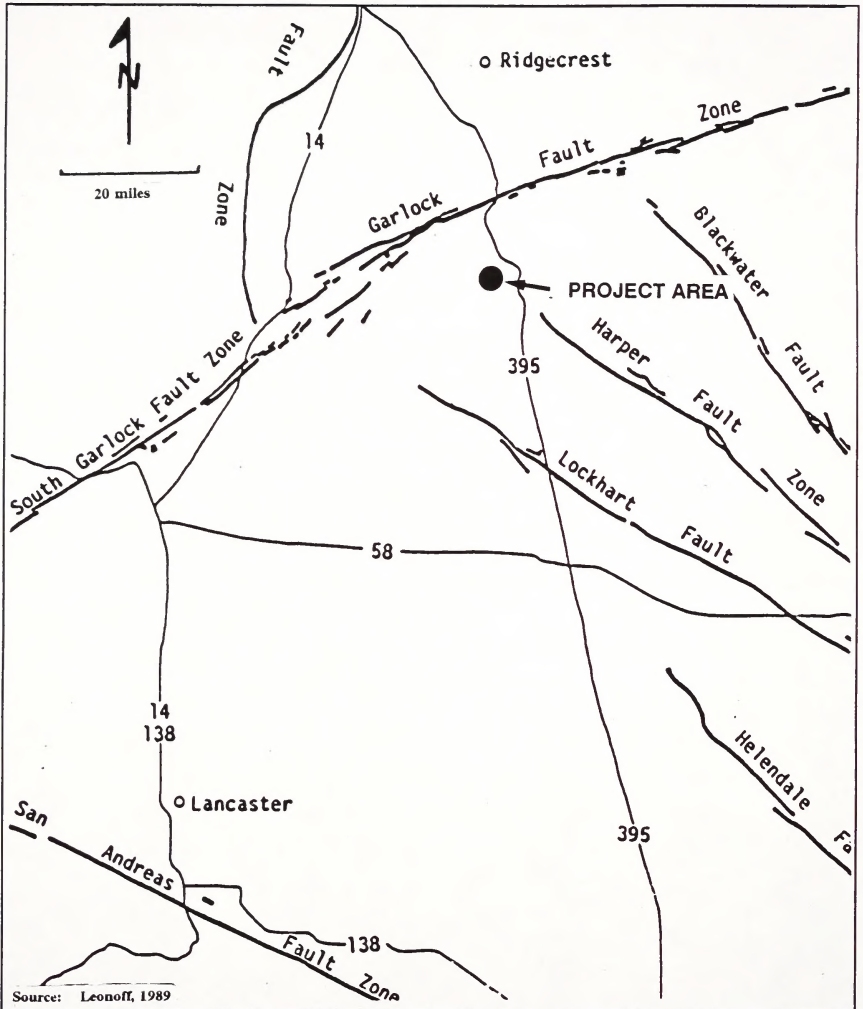 Fault
Zone
N
20 miles
14
Ridgecrest
Garlock Fault Zone
Blackwater Fault
PROJECT AREA
395
Harper Fault Zone
South Garlock Fault Zone
Lockhart Fault
58
14
138
Lancaster
Helendale Fa
395
San Andreas Fault Zone
138
Source: Leonoff, 1989